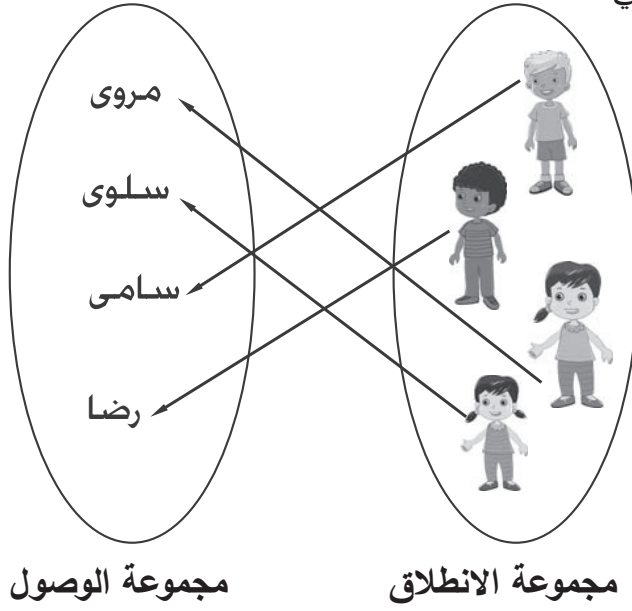 مروى
سلوى
سامى
رضا
مجموعة الانطلاق
مجموعة الوصول